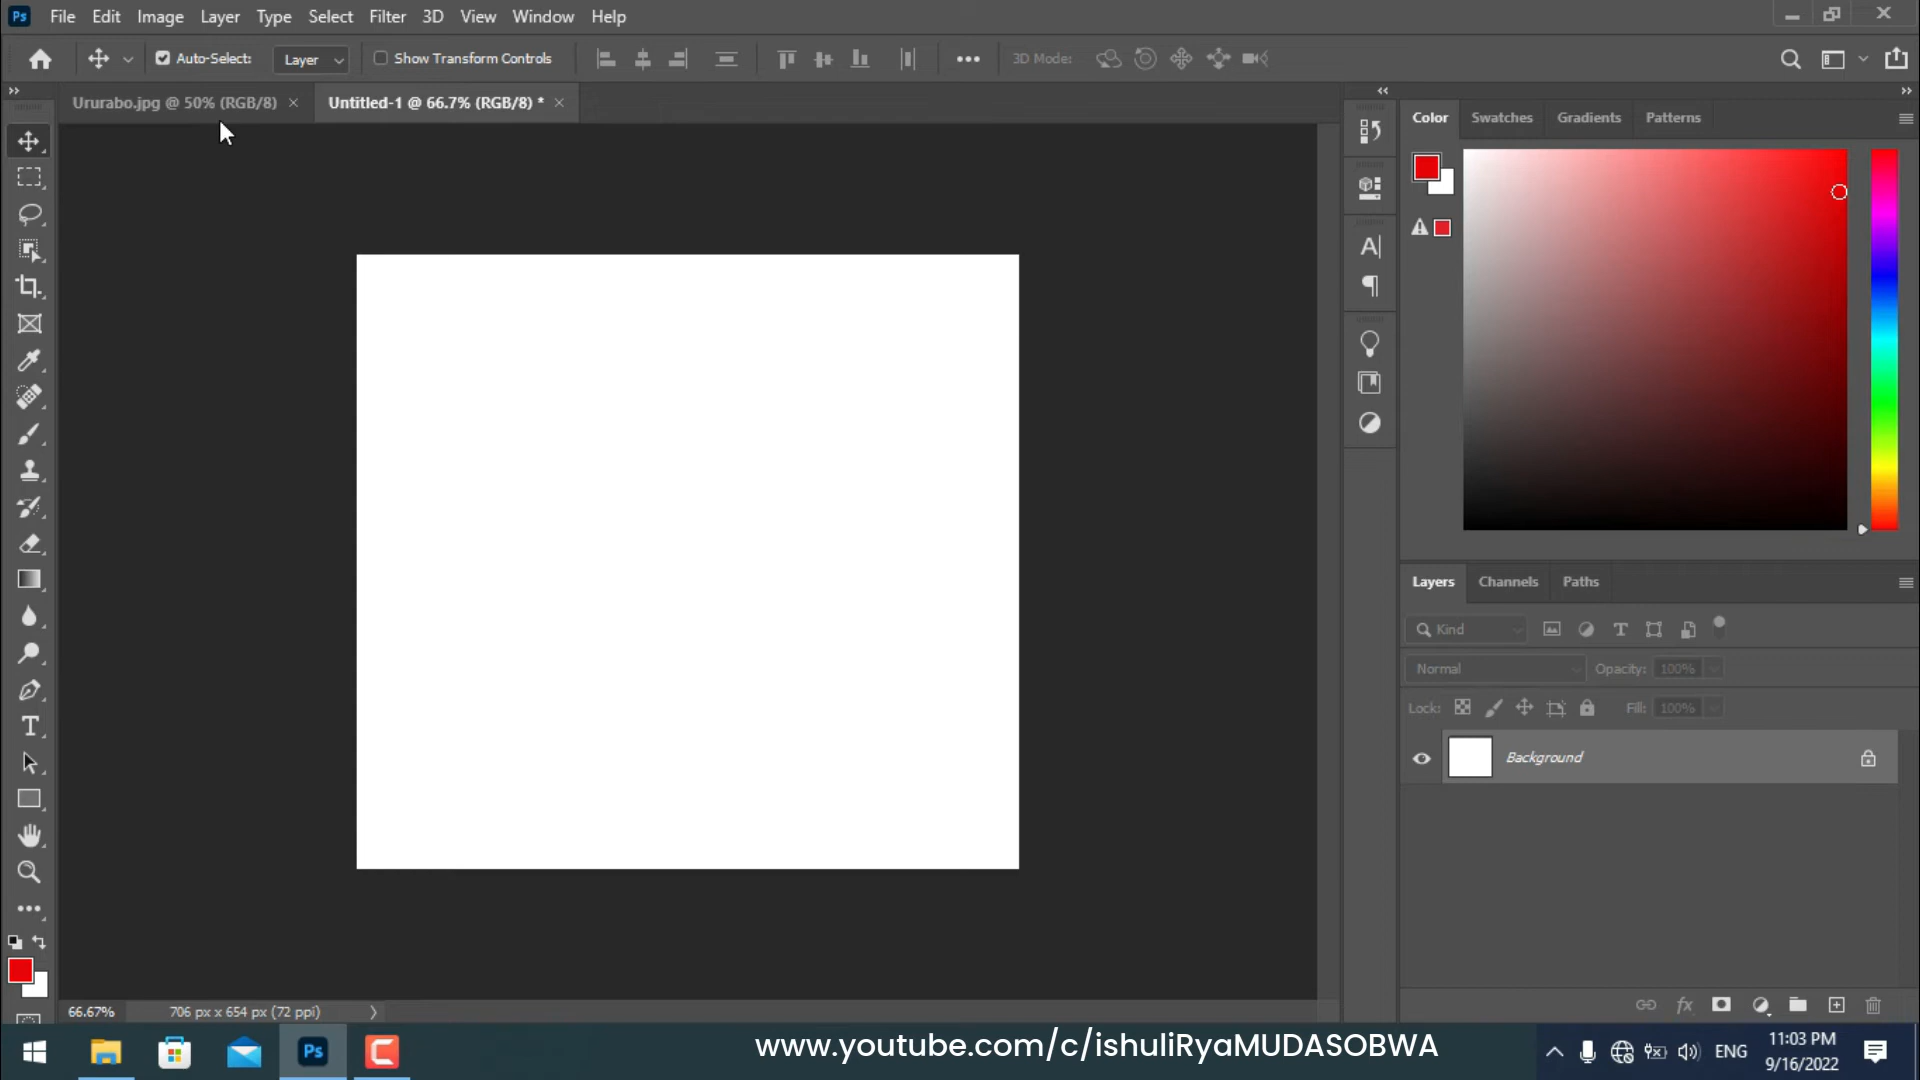 Ps File Edit Image Layer Type Select Filter 3D View Window Help
Auto-Select: Layer Show Transform Controls 3D Mode:
Ururabo.jpg @ 50% (RGB/8) × Untitled-1 @ 66.7% (RGB/8) * ×
Color Swatches Gradients Patterns
Layers Channels Paths
Kind
Normal Opacity: 100%
Lock: Fill: 100%
Background
66.67% 706 px x 654 px (72 ppi)
Ps www.youtube.com/c/ishuliRyaMUDASOBWA ENG 11:03 PM
9/16/2022